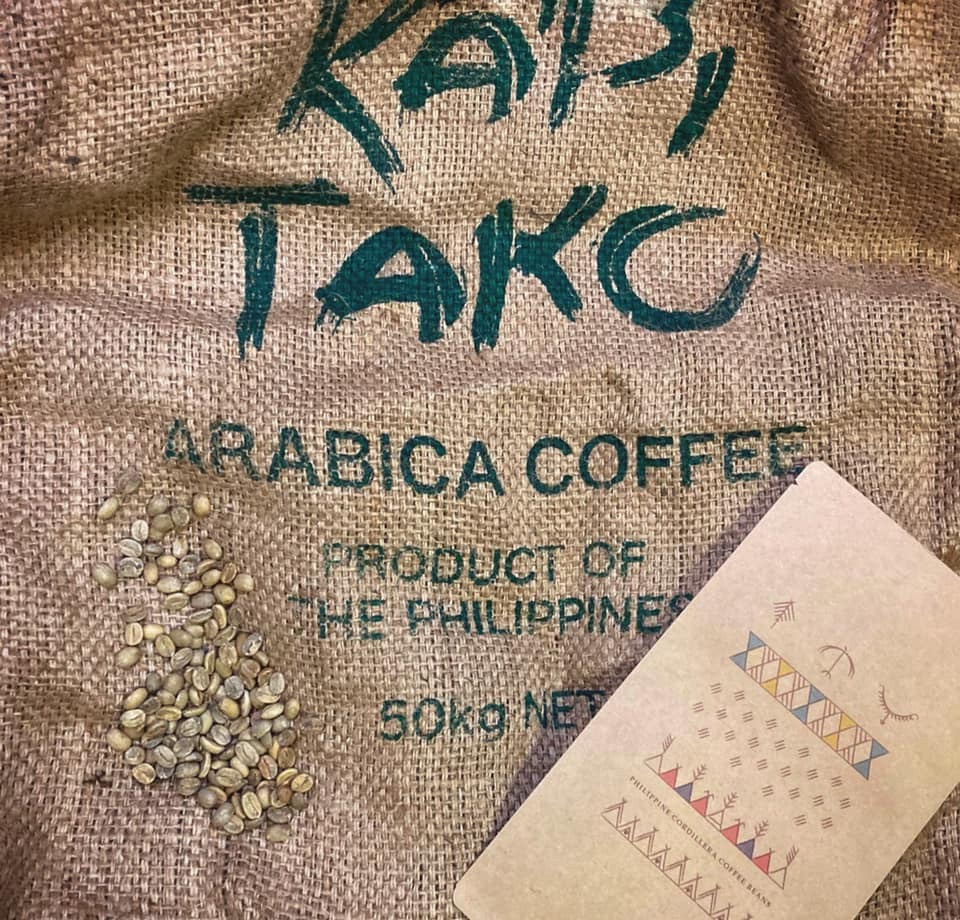 KAPI
TAKO
ARABICA COFFEE
PRODUCT OF
THE PHILIPPINES
50kg NET
PHILIPPINE CORDILLERA COFFEE BEANS